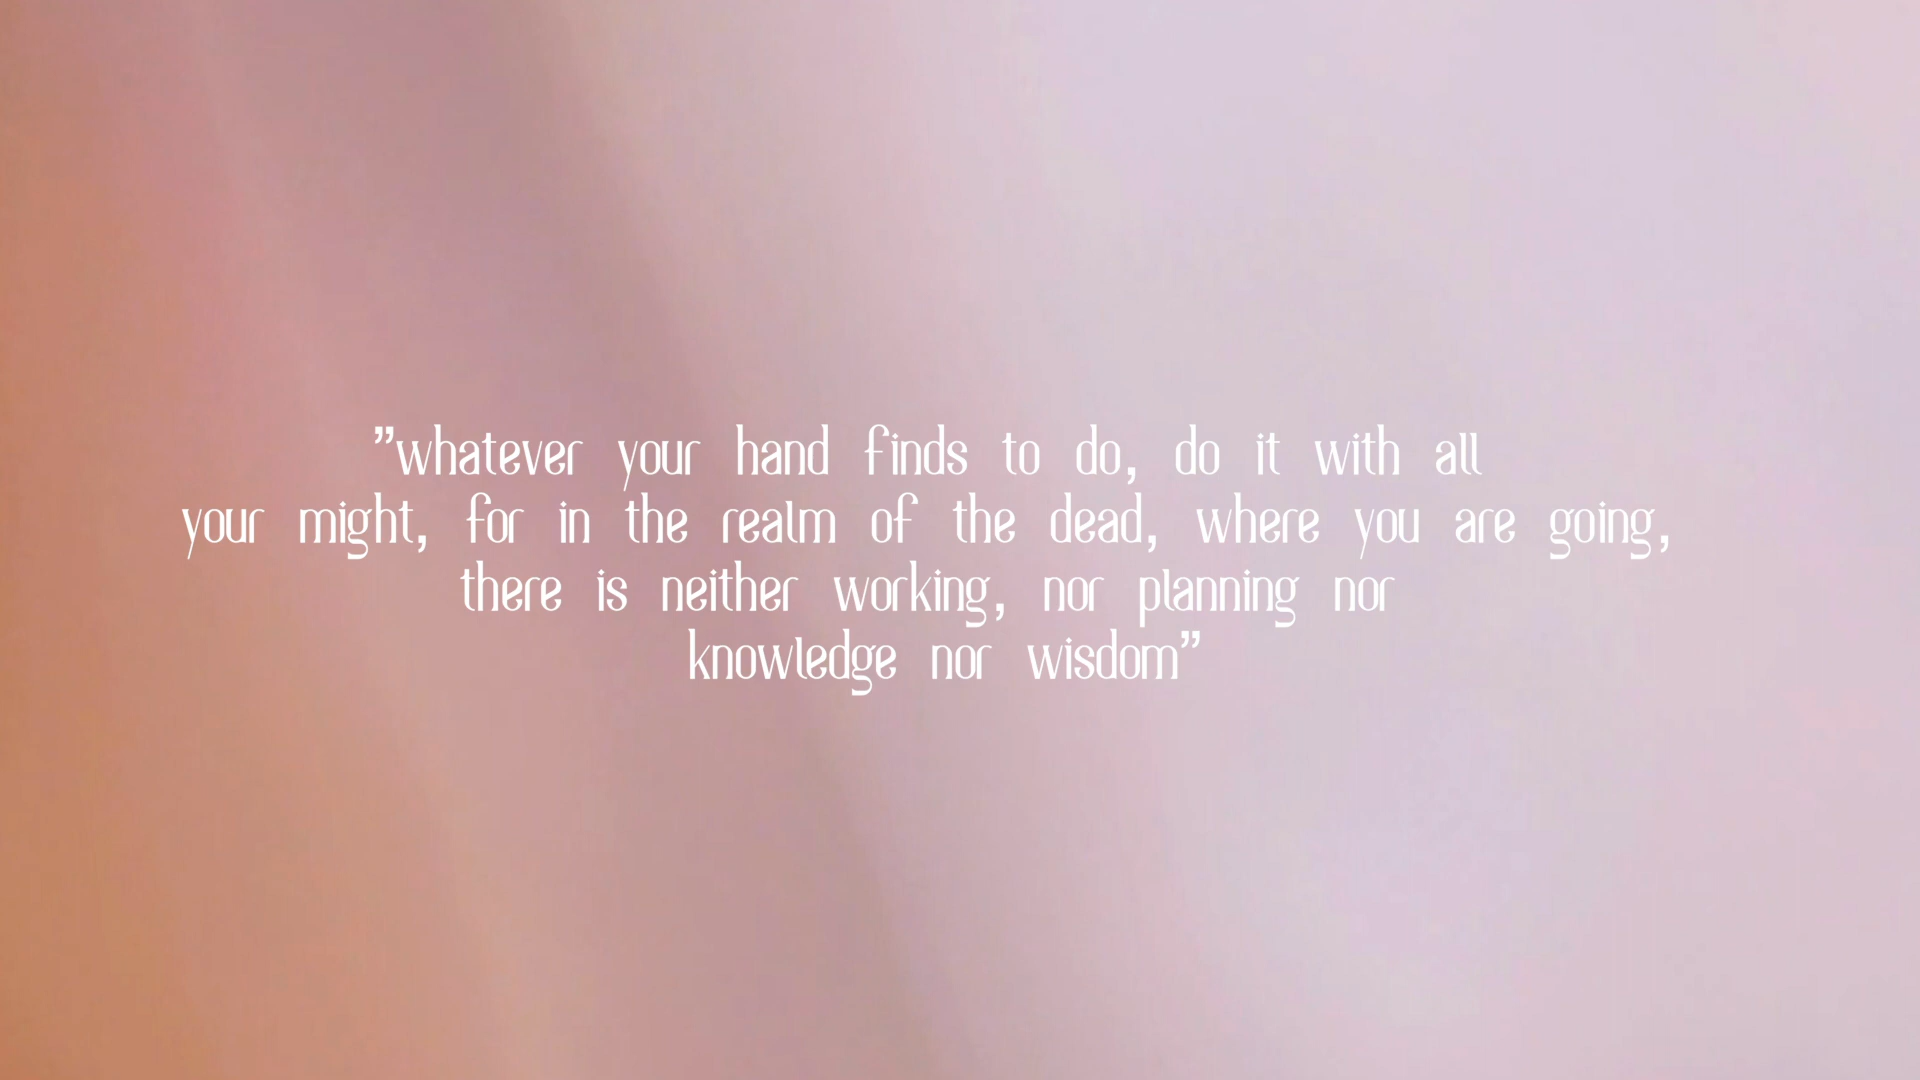 ”whatever your hand finds to do, do it with all
your might, for in the realm of the dead, where you are going,
there is neither working, nor planning nor
knowledge nor wisdom”